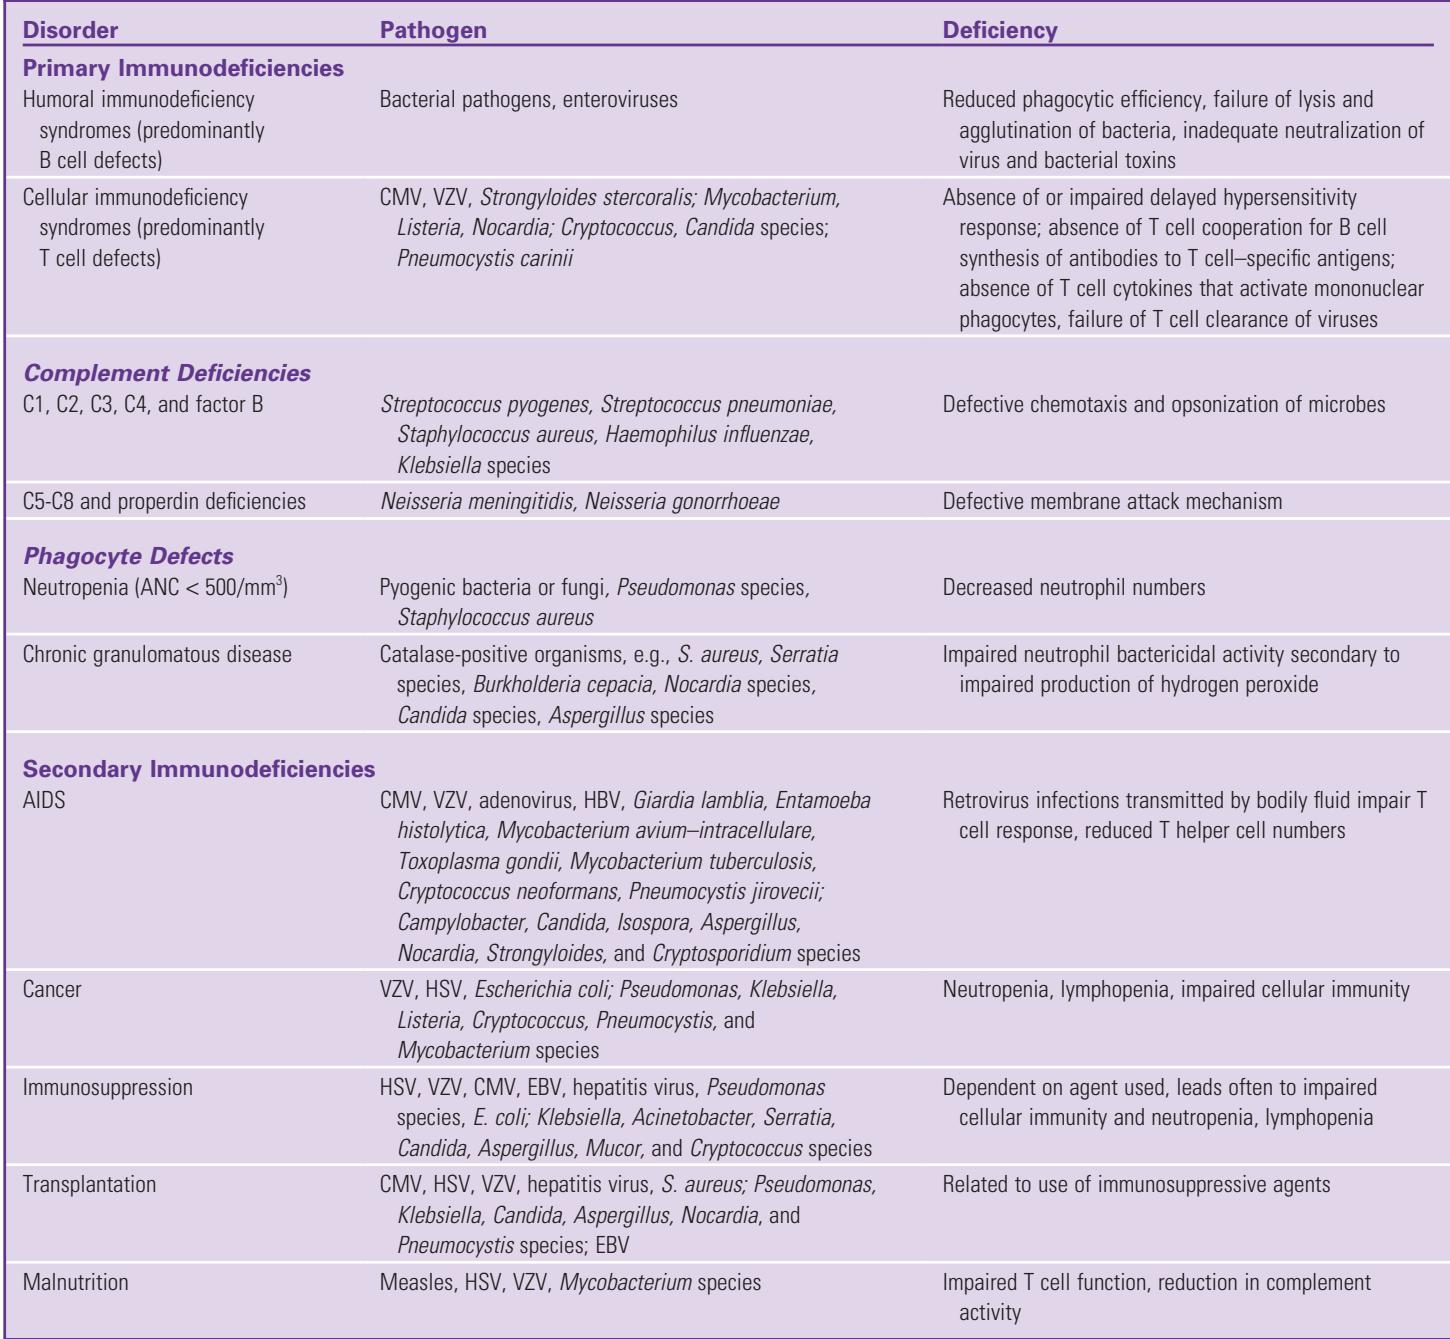 Disorder Pathogen Deficiency
Primary Immunodeficiencies
Humoral immunodeficiency Bacterial pathogens, enteroviruses Reduced phagocytic efficiency, failure of lysis and
syndromes (predominantly agglutination of bacteria, inadequate neutralization of
B cell defects) virus and bacterial toxins
Cellular immunodeficiency CMV, VZV, Strongyloides stercoralis; Mycobacterium, Absence of or impaired delayed hypersensitivity
syndromes (predominantly Listeria, Nocardia; Cryptococcus, Candida species; response; absence of T cell cooperation for B cell
T cell defects) Pneumocystis carinii synthesis of antibodies to T cell–specific antigens;
absence of T cell cytokines that activate mononuclear
phagocytes, failure of T cell clearance of viruses
Complement Deficiencies
C1, C2, C3, C4, and factor B Streptococcus pyogenes, Streptococcus pneumoniae, Defective chemotaxis and opsonization of microbes
Staphylococcus aureus, Haemophilus influenzae,
Klebsiella species
C5-C8 and properdin deficiencies Neisseria meningitidis, Neisseria gonorrhoeae Defective membrane attack mechanism
Phagocyte Defects
Neutropenia (ANC < 500/mm³) Pyogenic bacteria or fungi, Pseudomonas species, Decreased neutrophil numbers
Staphylococcus aureus
Chronic granulomatous disease Catalase-positive organisms, e.g., S. aureus, Serratia Impaired neutrophil bactericidal activity secondary to
species, Burkholderia cepacia, Nocardia species, impaired production of hydrogen peroxide
Candida species, Aspergillus species
Secondary Immunodeficiencies
AIDS CMV, VZV, adenovirus, HBV, Giardia lamblia, Entamoeba Retrovirus infections transmitted by bodily fluid impair T
histolytica, Mycobacterium avium–intracellulare, cell response, reduced T helper cell numbers
Toxoplasma gondii, Mycobacterium tuberculosis,
Cryptococcus neoformans, Pneumocystis jirovecii;
Campylobacter, Candida, Isospora, Aspergillus,
Nocardia, Strongyloides, and Cryptosporidium species
Cancer VZV, HSV, Escherichia coli; Pseudomonas, Klebsiella, Neutropenia, lymphopenia, impaired cellular immunity
Listeria, Cryptococcus, Pneumocystis, and
Mycobacterium species
Immunosuppression HSV, VZV, CMV, EBV, hepatitis virus, Pseudomonas Dependent on agent used, leads often to impaired
species, E. coli; Klebsiella, Acinetobacter, Serratia, cellular immunity and neutropenia, lymphopenia
Candida, Aspergillus, Mucor, and Cryptococcus species
Transplantation CMV, HSV, VZV, hepatitis virus, S. aureus; Pseudomonas, Related to use of immunosuppressive agents
Klebsiella, Candida, Aspergillus, Nocardia, and
Pneumocystis species; EBV
Malnutrition Measles, HSV, VZV, Mycobacterium species Impaired T cell function, reduction in complement
activity